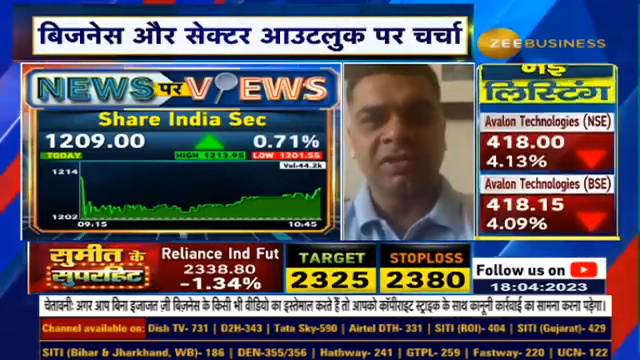 बिजनेस और सेक्टर आउटलुक पर चर्चा
ZEE BUSINESS
NEWS पर VIEWS
Share India Sec
1209.00 0.71%
TODAY HIGH 1213.95 LOW 1201.55
Vol:44.2k
1214
1202
09:15 10:45
नई
लिस्टिंग
Avalon Technologies (NSE)
418.00
4.13%
Avalon Technologies (BSE)
418.15
4.09%
सुमीत के
सुपरहिट
Reliance Ind Fut
2338.80
-1.34%
TARGET
2325
STOPLOSS
2380
Follow us on
18:04:2023
चेतावनी: अगर आप बिना इजाजत ज़ी बिज़नेस के किसी भी वीडियो का इस्तेमाल करते हैं तो आपको कॉपीराइट स्ट्राइक के साथ कानूनी कार्रवाई का सामना करना पड़ेगा।
Channel available on: Dish TV- 731 | D2H-343 | Tata Sky-590 | Airtel DTH- 331 | SITI (ROI) - 404 | SITI (Gujarat) - 429
SITI (Bihar & Jharkhand, WB) - 186 | DEN-355/356 | Hathway- 241 | GTPL- 259 | Fastway- 220 | UCN- 122